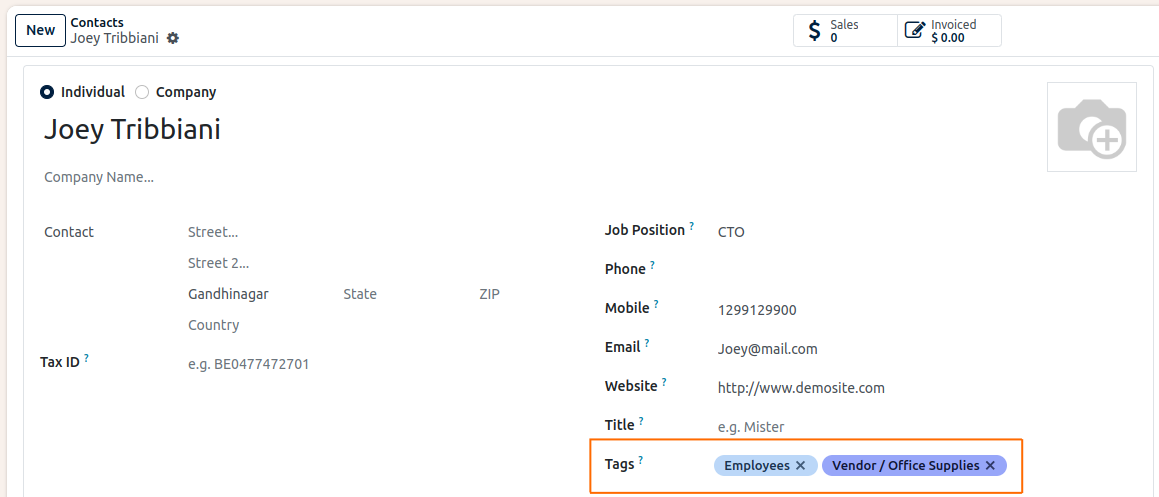 New
Contacts
Joey Tribbiani
Sales
0
Invoiced
$ 0.00
Individual
Company
Joey Tribbiani
Company Name...
Contact
Street...
Street 2...
Gandhinagar State ZIP
Country
Tax ID ? e.g. BE0477472701
Job Position ? CTO
Phone ?
Mobile ? 1299129900
Email ? Joey@mail.com
Website ? http://www.demosite.com
Title ? e.g. Mister
Tags ? Employees × Vendor / Office Supplies ×